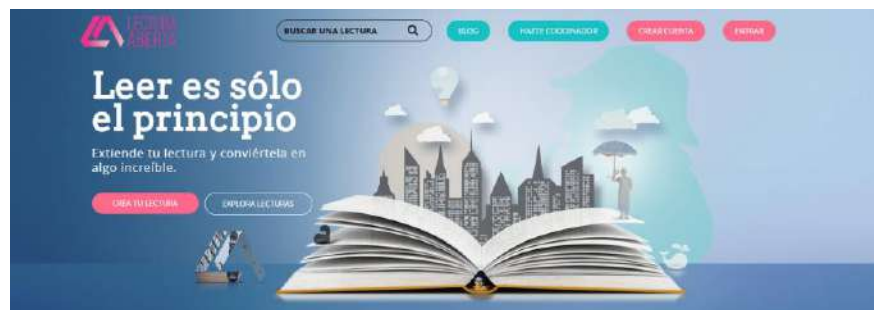 LECTURA
ABIERTA
BUSCAR UNA LECTURA
BLOG
HAZTE COORDINADOR
CREAR CUENTA
ENTRAR
Leer es sólo
el principio
Extiende tu lectura y conviértela en
algo increíble.
CREA TU LECTURA
EXPLORA LECTURAS